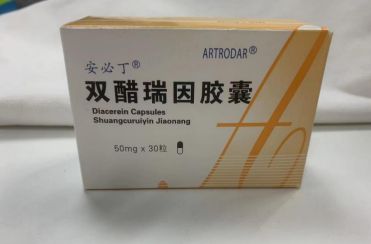 ARTRODAR®
安必丁®
双醋瑞因胶囊
Diacerein Capsules
Shuangcuruiyin Jiaonang
50mg x 30粒